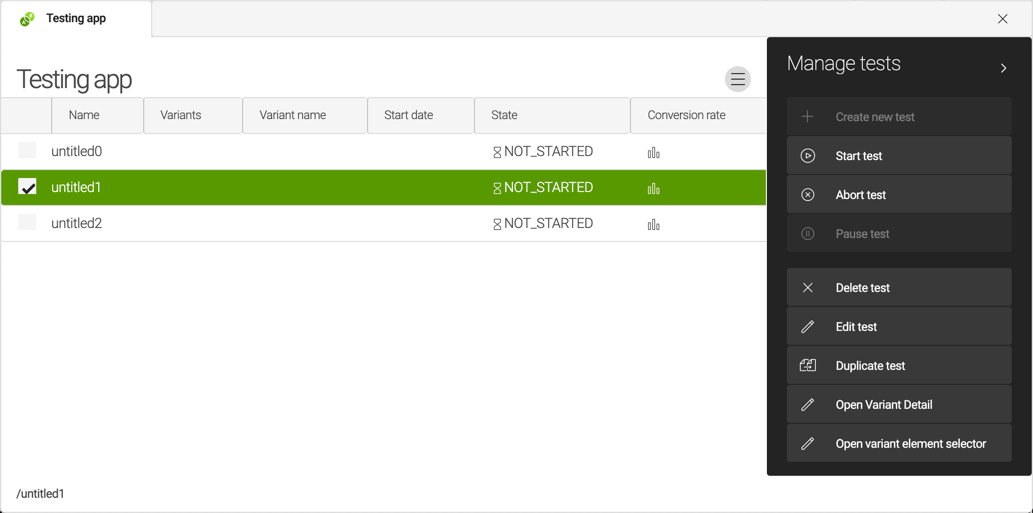 Testing app
Testing app
Name Variants Variant name Start date State Conversion rate
untitled0 NOT_STARTED
untitled1 NOT_STARTED
untitled2 NOT_STARTED
/untitled1
Manage tests
Create new test
Start test
Abort test
Pause test
Delete test
Edit test
Duplicate test
Open Variant Detail
Open variant element selector